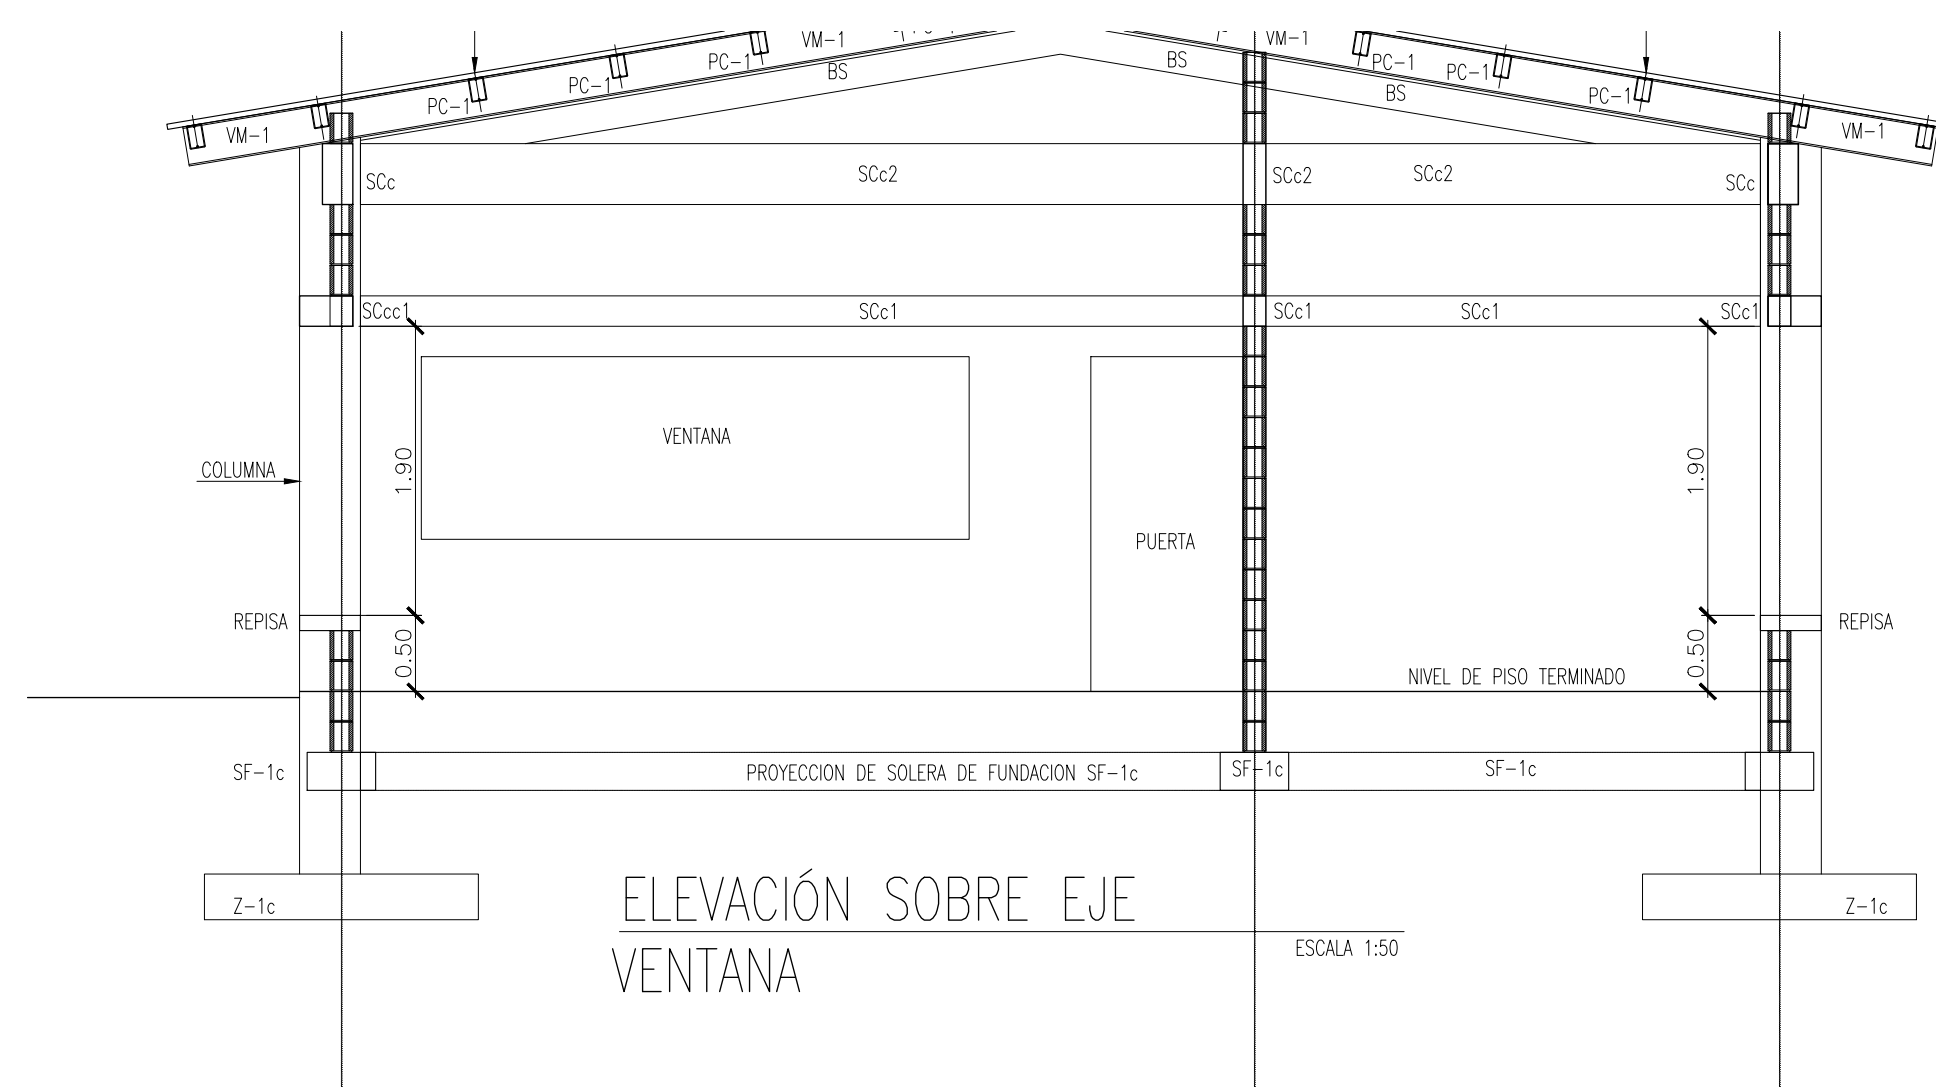 VM-1
VM-1
PC-1
BS
PC-1
BS
PC-1
PC-1
PC-1
PC-1
BS
PC-1
VM-1
VM-1
SCc
SCc2
SCc2
SCc2
SCc
SCcc1
SCc1
SCc1
SCc1
SCc1
VENTANA
COLUMNA
1.90
1.90
PUERTA
REPISA
REPISA
0.50
0.50
NIVEL DE PISO TERMINADO
SF-1c
PROYECCION DE SOLERA DE FUNDACION SF-1c
SF-1c
SF-1c
Z-1c
Z-1c
ELEVACIÓN SOBRE EJE
ESCALA 1:50
VENTANA